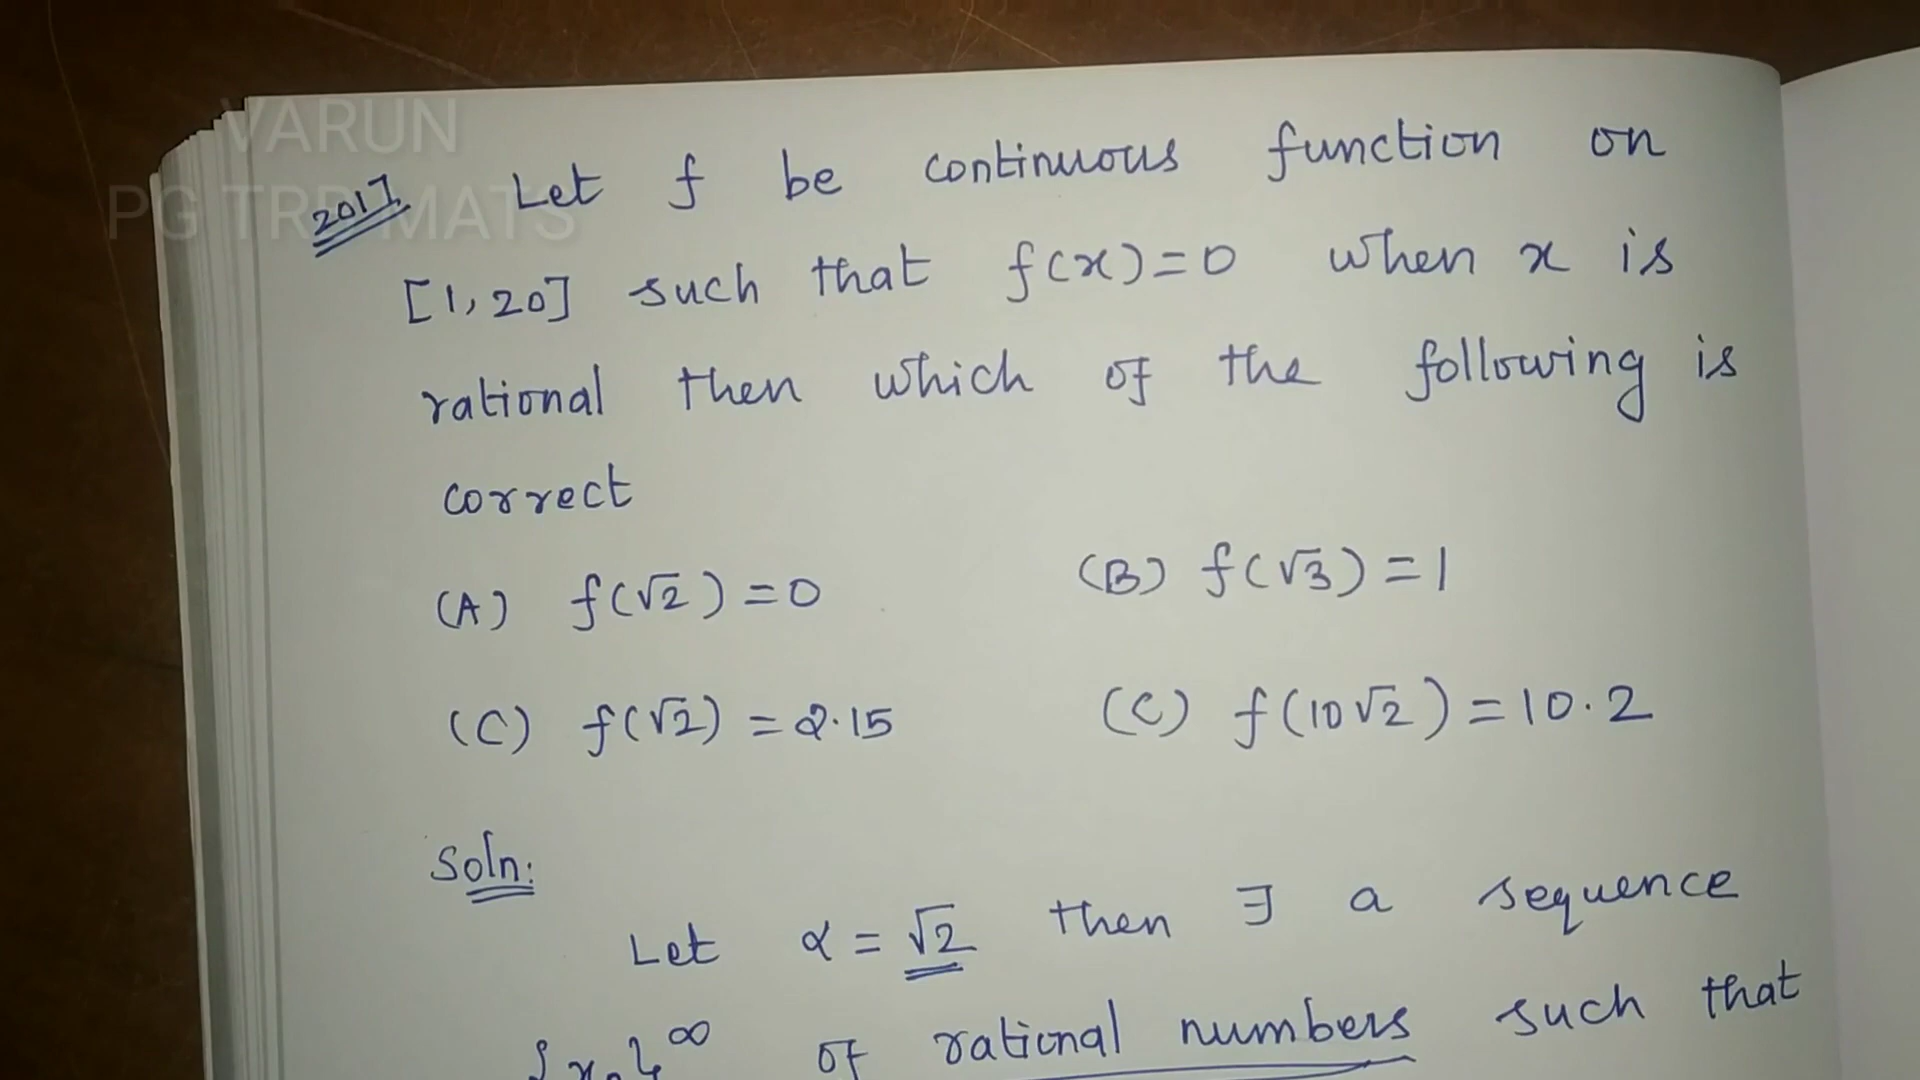 VARUN
PG TRB MATS
2017 Let f be continuous function on
[1,20] such that f(x)=0 when x is
rational then which of the following is
correct
(A) f(√2)=0 (B) f(√3)=1
(C) f(√2)=2.15 (C) f(10√2)=10.2
Soln:
Let α=√2 then ∃ a sequence
{xn}∞ of rational numbers such that